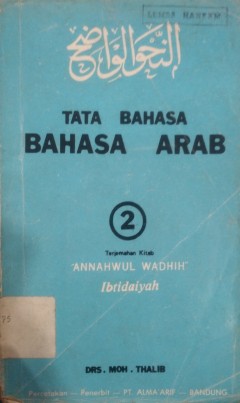 النحو الواضح
TATA BAHASA
BAHASA ARAB
2
Terjemahan Kitab
"ANNAHWUL WADHIH"
Ibtidaiyah
DRS. MOH. THALIB
Percetakan - Penerbit - PT. ALMA'ARIF - BANDUNG